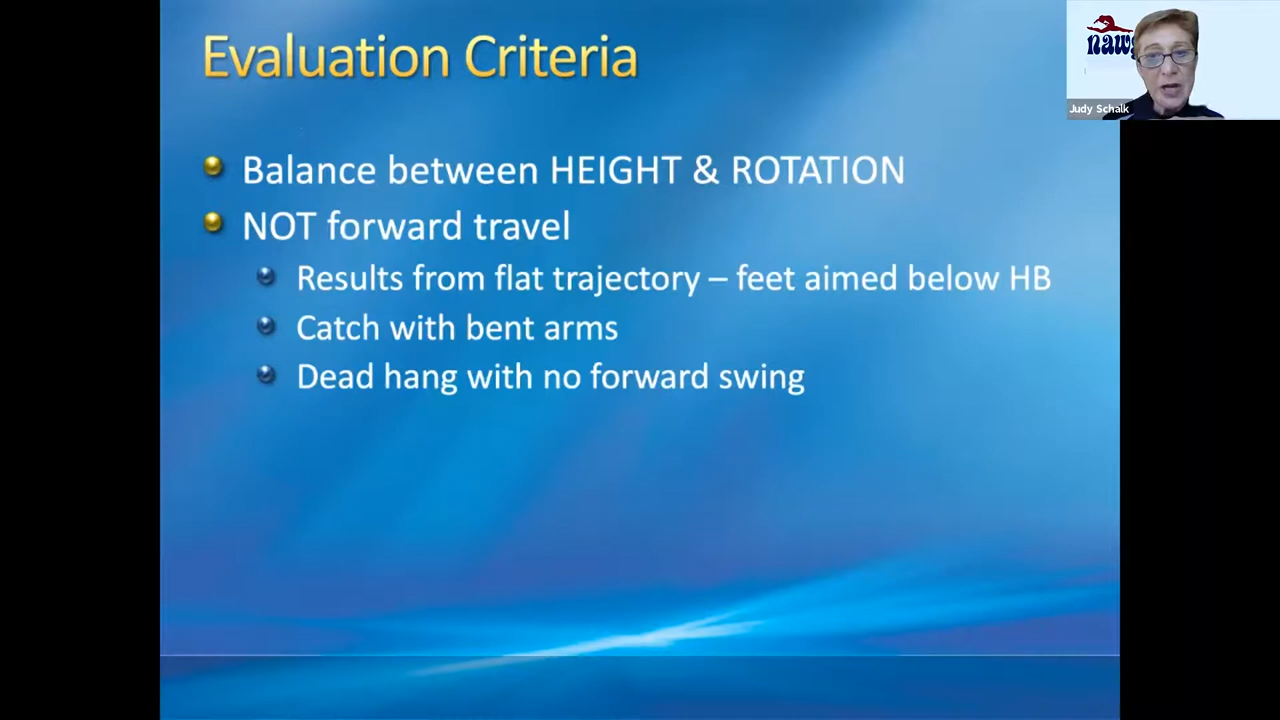 Evaluation Criteria
Balance between HEIGHT & ROTATION
NOT forward travel
Results from flat trajectory – feet aimed below HB
Catch with bent arms
Dead hang with no forward swing
Judy Schalk